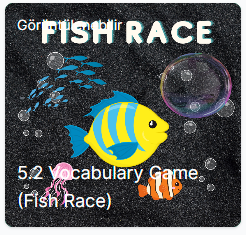 Görüntülenebilir
FISH RACE
5.2 Vocabulary Game
(Fish Race)